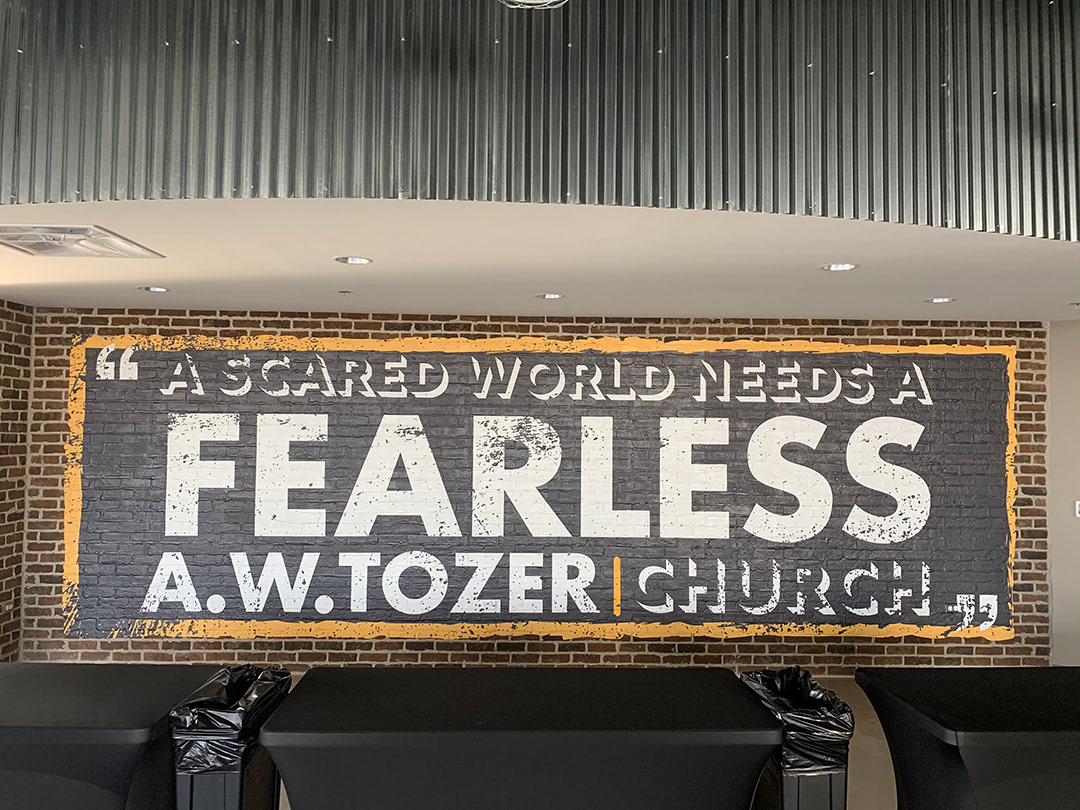 “ A SCARED WORLD NEEDS A
FEARLESS
A.W.TOZER | CHURCH ”